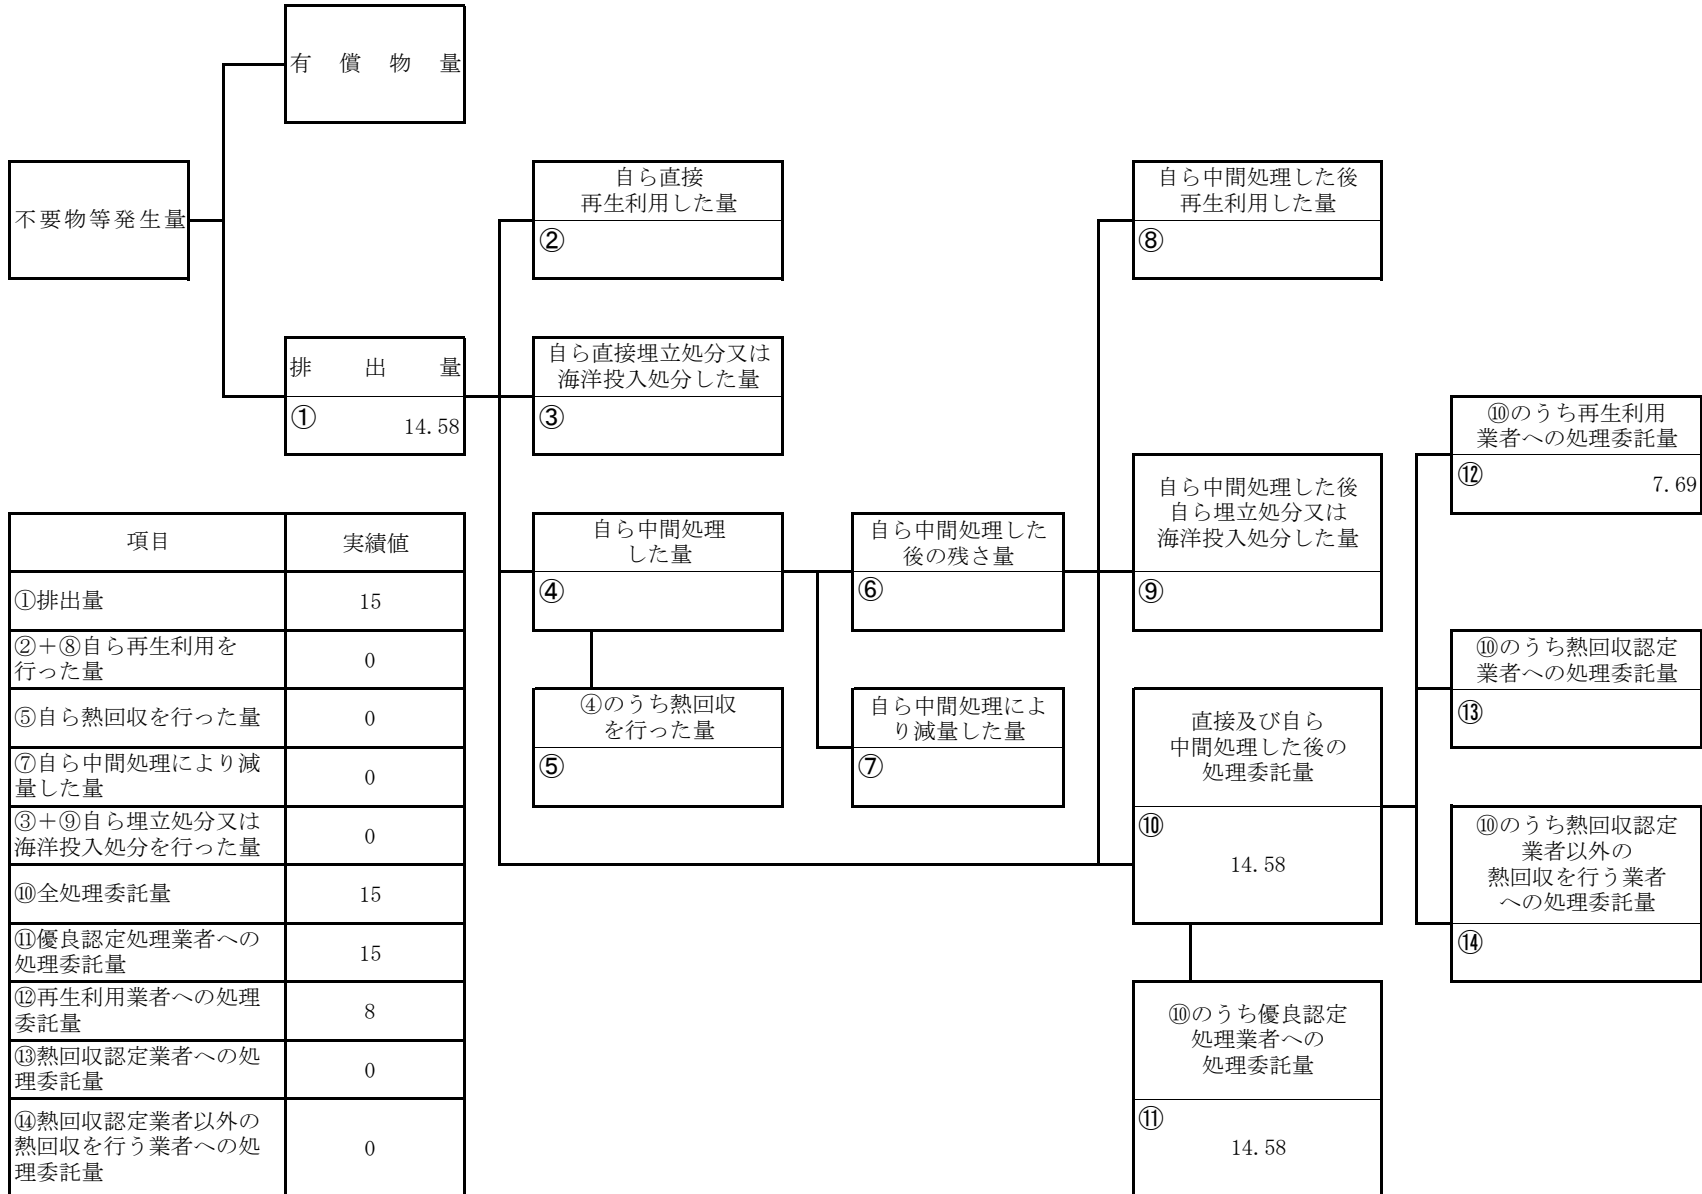 有償物量
不要物等発生量
排出量
①
14.58
自ら直接
再生利用した量
②
自ら直接埋立処分又は
海洋投入処分した量
③
自ら中間処理
した量
④
④のうち熱回収
を行った量
⑤
自ら中間処理した
後の残さ量
⑥
自ら中間処理によ
り減量した量
⑦
自ら中間処理した後
再生利用した量
⑧
自ら中間処理した後
自ら埋立処分又は
海洋投入処分した量
⑨
直接及び自ら
中間処理した後の
処理委託量
⑩
14.58
⑩のうち優良認定
処理業者への
処理委託量
⑪
14.58
⑩のうち再生利用
業者への処理委託量
⑫
7.69
⑩のうち熱回収認定
業者への処理委託量
⑬
⑩のうち熱回収認定
業者以外の
熱回収を行う業者
への処理委託量
⑭
項目 実績値
①排出量 15
②+⑧自ら再生利用を
行った量 0
⑤自ら熱回収を行った量 0
⑦自ら中間処理により減
量した量 0
③+⑨自ら埋立処分又は
海洋投入処分を行った量 0
⑩全処理委託量 15
⑪優良認定処理業者への
処理委託量 15
⑫再生利用業者への処理
委託量 8
⑬熱回収認定業者への処
理委託量 0
⑭熱回収認定業者以外の
熱回収を行う業者への処
理委託量 0